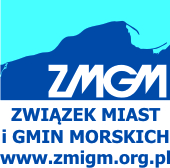 ZMGM
ZWIĄZEK MIAST
i GMIN MORSKICH
www.zmigm.org.pl